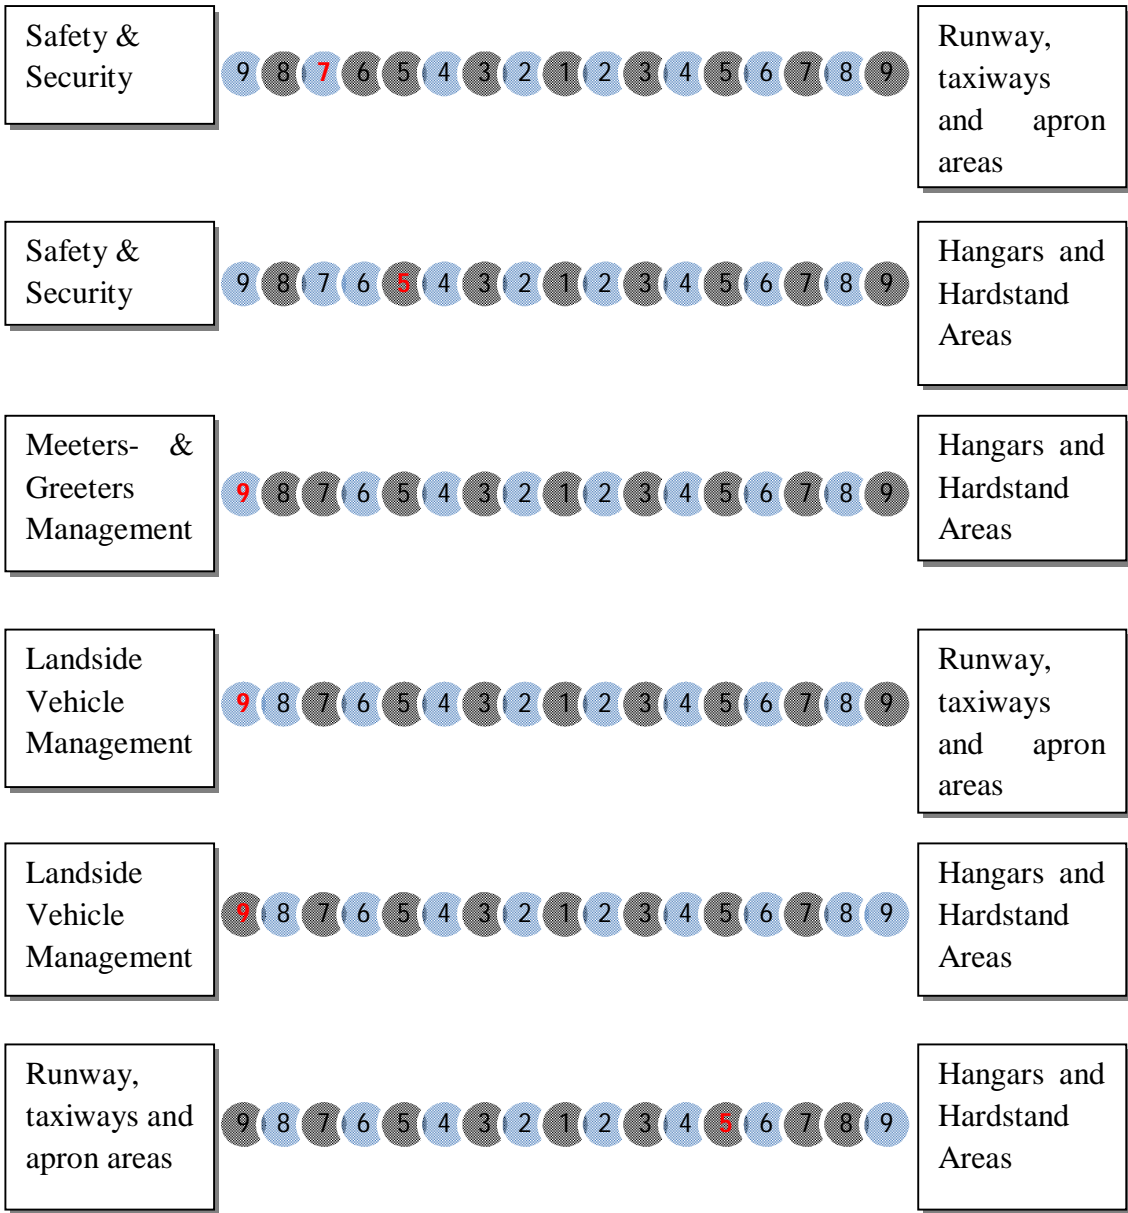 Safety &
Security
9 8 7 6 5 4 3 2 1 2 3 4 5 6 7 8 9
Runway,
taxiways
and apron
areas
Safety &
Security
9 8 7 6 5 4 3 2 1 2 3 4 5 6 7 8 9
Hangars and
Hardstand
Areas
Meeters- &
Greeters
Management
9 8 7 6 5 4 3 2 1 2 3 4 5 6 7 8 9
Hangars and
Hardstand
Areas
Landside
Vehicle
Management
9 8 7 6 5 4 3 2 1 2 3 4 5 6 7 8 9
Runway,
taxiways
and apron
areas
Landside
Vehicle
Management
9 8 7 6 5 4 3 2 1 2 3 4 5 6 7 8 9
Hangars and
Hardstand
Areas
Runway,
taxiways and
apron areas
9 8 7 6 5 4 3 2 1 2 3 4 5 6 7 8 9
Hangars and
Hardstand
Areas